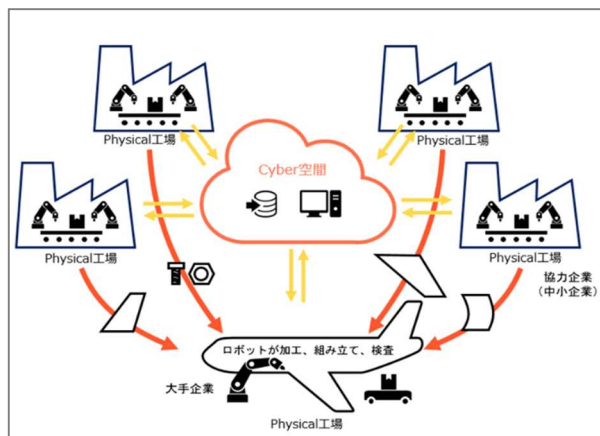 Physical工場
Physical工場
Cyber空間
Physical工場
Physical工場
協力企業
（中小企業）
ロボットが加工、組み立て、検査
大手企業
Physical工場